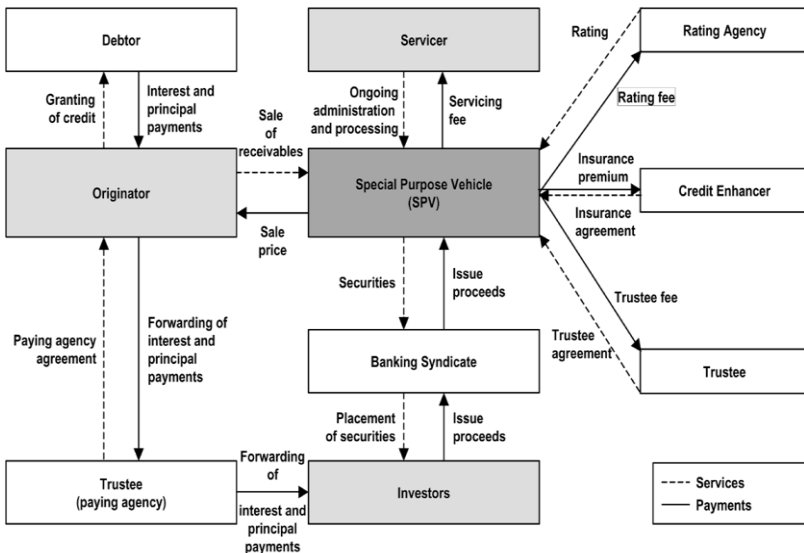 Debtor
Servicer
Rating Agency
Rating
Granting
of credit
Interest and
principal
payments
Ongoing
administration
and processing
Servicing
fee
Rating fee
Sale
of
receivables
Originator
Special Purpose Vehicle
(SPV)
Insurance
premium
Credit Enhancer
Insurance
agreement
Sale
price
Securities
Issue
proceeds
Trustee fee
Paying agency
agreement
Forwarding of
interest and
principal
payments
Banking Syndicate
Trustee
agreement
Trustee
Placement
of securities
Issue
proceeds
Trustee
(paying agency)
Forwarding
of
interest and
principal
payments
Investors
Services
Payments